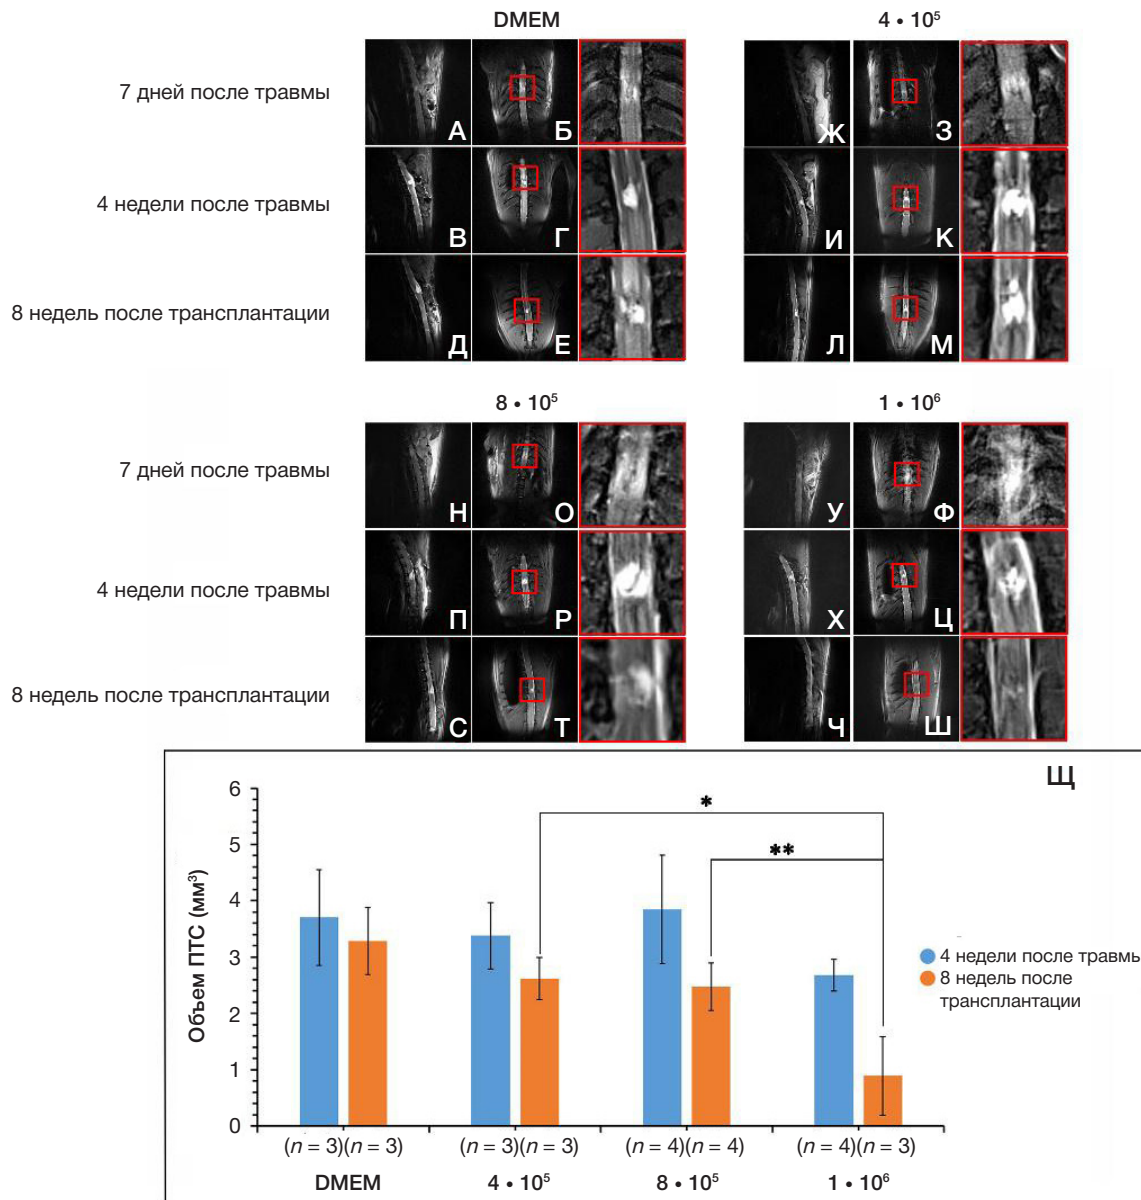 DMEM
4 • 10⁵
7 дней после травмы
А
Б
Ж
З
4 недели после травмы
В
Г
И
К
8 недель после трансплантации
Д
Е
Л
М
8 • 10⁵
1 • 10⁶
7 дней после травмы
Н
О
У
Ф
4 недели после травмы
П
Р
Х
Ц
8 недель после трансплантации
С
Т
Ч
Ш
Щ
Объем ПТС (мм³)
6
5
4
3
2
1
0
*
**
4 недели после травмы
8 недель после
трансплантации
(n = 3)(n = 3)
(n = 3)(n = 3)
(n = 4)(n = 4)
(n = 4)(n = 3)
DMEM
4 • 10⁵
8 • 10⁵
1 • 10⁶